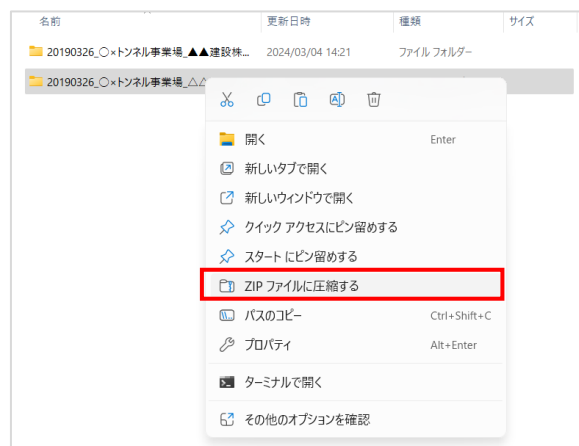 名前 更新日時 種類 サイズ
20190326_○×トンネル事業場_▲▲建設株... 2024/03/04 14:21 ファイル フォルダー
20190326_○×トンネル事業場_△△
開く Enter
新しいタブで開く
新しいウィンドウで開く
クイック アクセスにピン留めする
スタート にピン留めする
ZIP ファイルに圧縮する
パスのコピー Ctrl+Shift+C
プロパティ Alt+Enter
ターミナルで開く
その他のオプションを確認